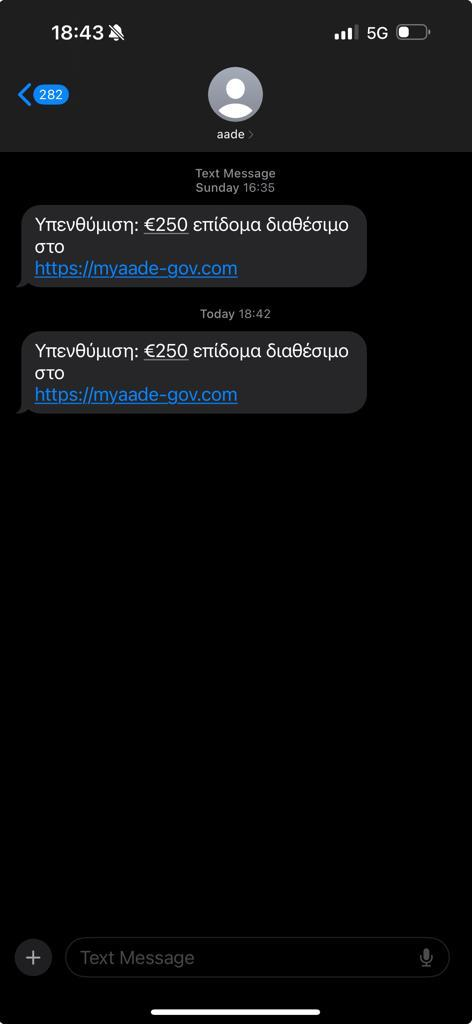 18:43
5G
282
aade
Text Message
Sunday 16:35
Υπενθύμιση: €250 επίδομα διαθέσιμο
στο
https://myaade-gov.com
Today 18:42
Υπενθύμιση: €250 επίδομα διαθέσιμο
στο
https://myaade-gov.com
Text Message